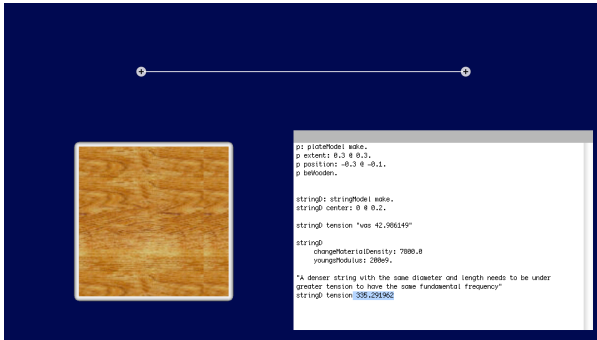 p: plateModel make.
p extent: 0.3 @ 0.3.
p position: -0.3 @ -0.1.
p beWooden.
stringD: stringModel make.
stringD center: 0 @ 0.2.
stringD tension "was 42.986149"
stringD
changeMaterialDensity: 7800.0
youngsModulus: 200e9.
"A denser string with the same diameter and length needs to be under
greater tension to have the same fundamental frequency"
stringD tension 335.291962